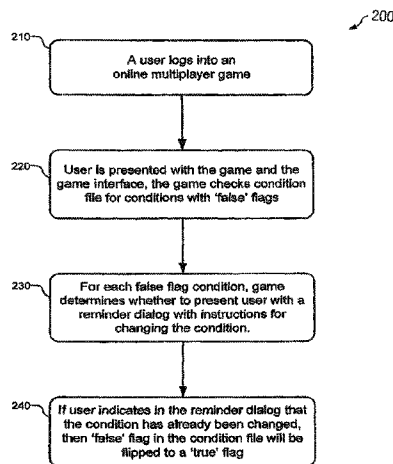 200
210
A user logs into an
online multiplayer game
220
User is presented with the game and the
game interface, the game checks condition
file for conditions with 'false' flags
230
For each false flag condition, game
determines whether to present user with a
reminder dialog with instructions for
changing the condition.
240
If user indicates in the reminder dialog that
the condition has already been changed,
then 'false' flag in the condition file will be
flipped to a 'true' flag